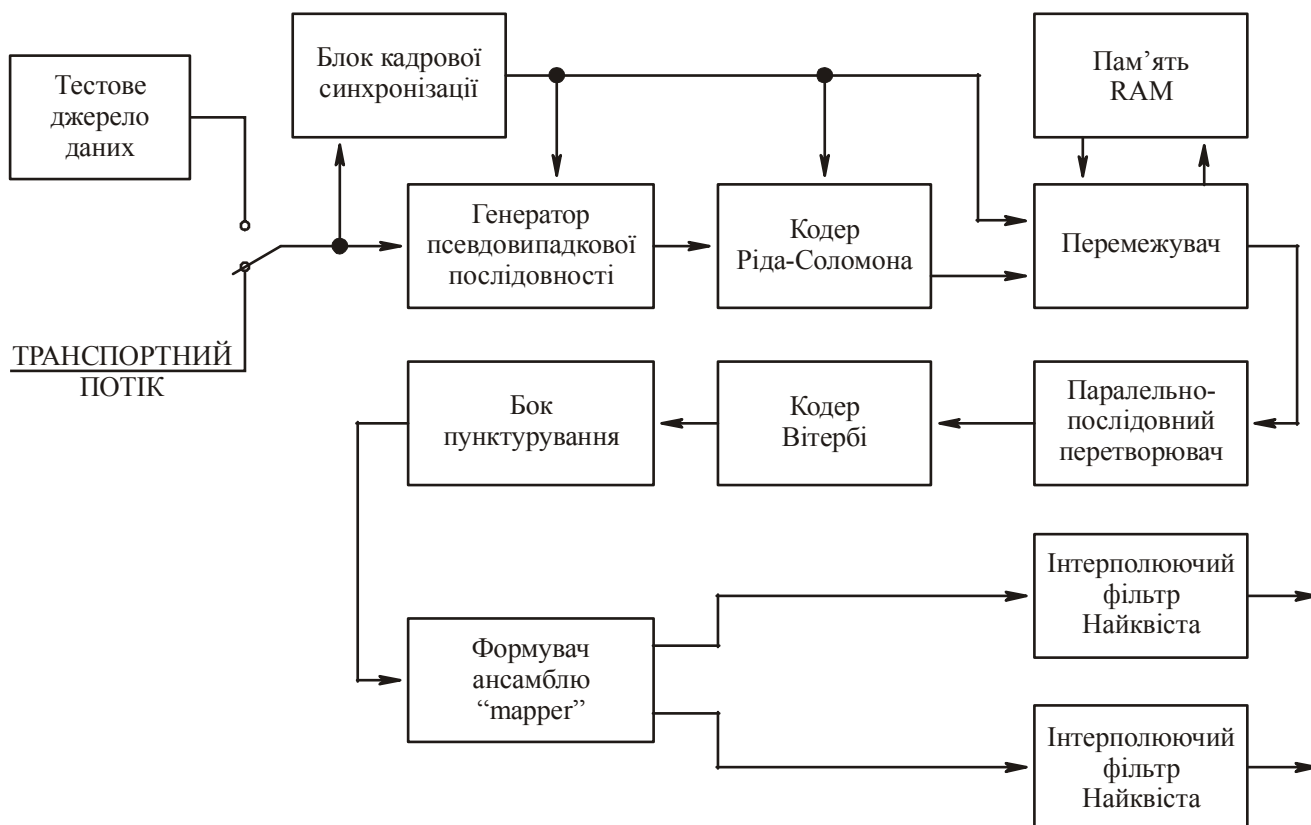 Тестове
джерело
даних
Блок кадрової
синхронізації
Пам’ять
RAM
Генератор
псевдовипадкової
послідовності
Кодер
Ріда-Соломона
Перемежувач
ТРАНСПОРТНИЙ
ПОТІК
Бок
пунктурування
Кодер
Вітербі
Паралельно-
послідовний
перетворювач
Формувач
ансамблю
“mapper”
Інтерполюючий
фільтр
Найквіста
Інтерполюючий
фільтр
Найквіста